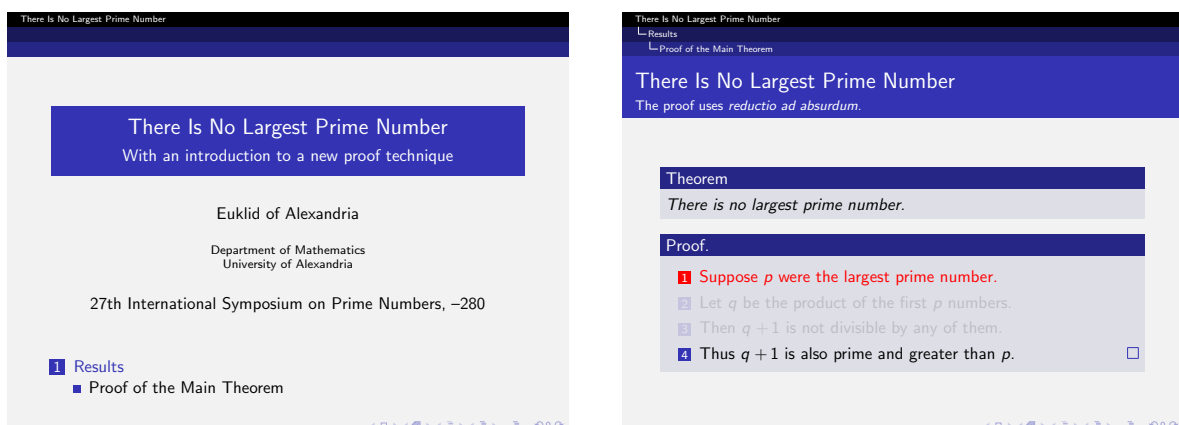 There Is No Largest Prime Number
There Is No Largest Prime Number
With an introduction to a new proof technique
Euklid of Alexandria
Department of Mathematics
University of Alexandria
27th International Symposium on Prime Numbers, –280
1 Results
Proof of the Main Theorem
There Is No Largest Prime Number
Results
Proof of the Main Theorem
There Is No Largest Prime Number
The proof uses reductio ad absurdum.
Theorem
There is no largest prime number.
Proof.
1 Suppose p were the largest prime number.
2 Let q be the product of the first p numbers.
3 Then q + 1 is not divisible by any of them.
4 Thus q + 1 is also prime and greater than p.